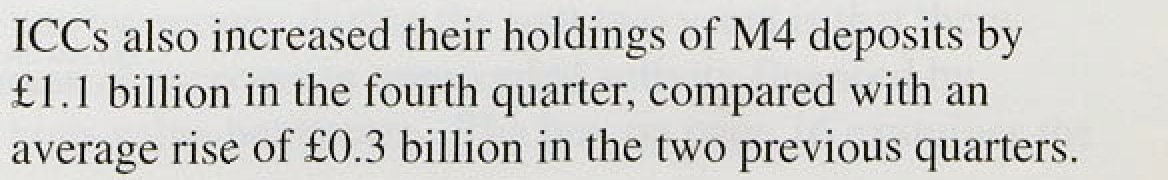 ICCs also increased their holdings of M4 deposits by
£1.1 billion in the fourth quarter, compared with an
average rise of £0.3 billion in the two previous quarters.